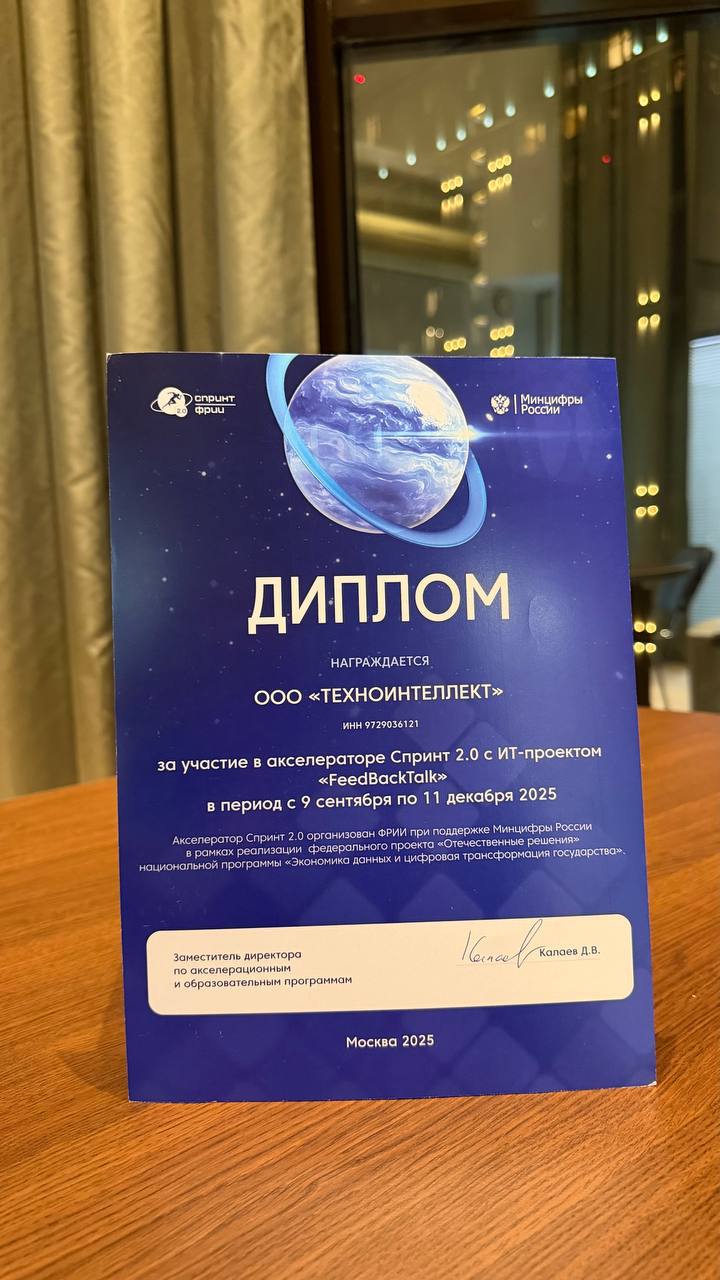 спринт
фрии
2.0
Минцифры
России
ДИПЛОМ
НАГРАЖДАЕТСЯ
ООО «ТЕХНОИНТЕЛЛЕКТ»
ИНН 9729036121
за участие в акселераторе Спринт 2.0 с ИТ-проектом
«FeedBackTalk»
в период с 9 сентября по 11 декабря 2025
Акселератор Спринт 2.0 организован ФРИИ при поддержке Минцифры России
в рамках реализации федерального проекта «Отечественные решения»
национальной программы «Экономика данных и цифровая трансформация государства».
Заместитель директора
по акселерационным
и образовательным программам
Калаев Д.В.
Москва 2025